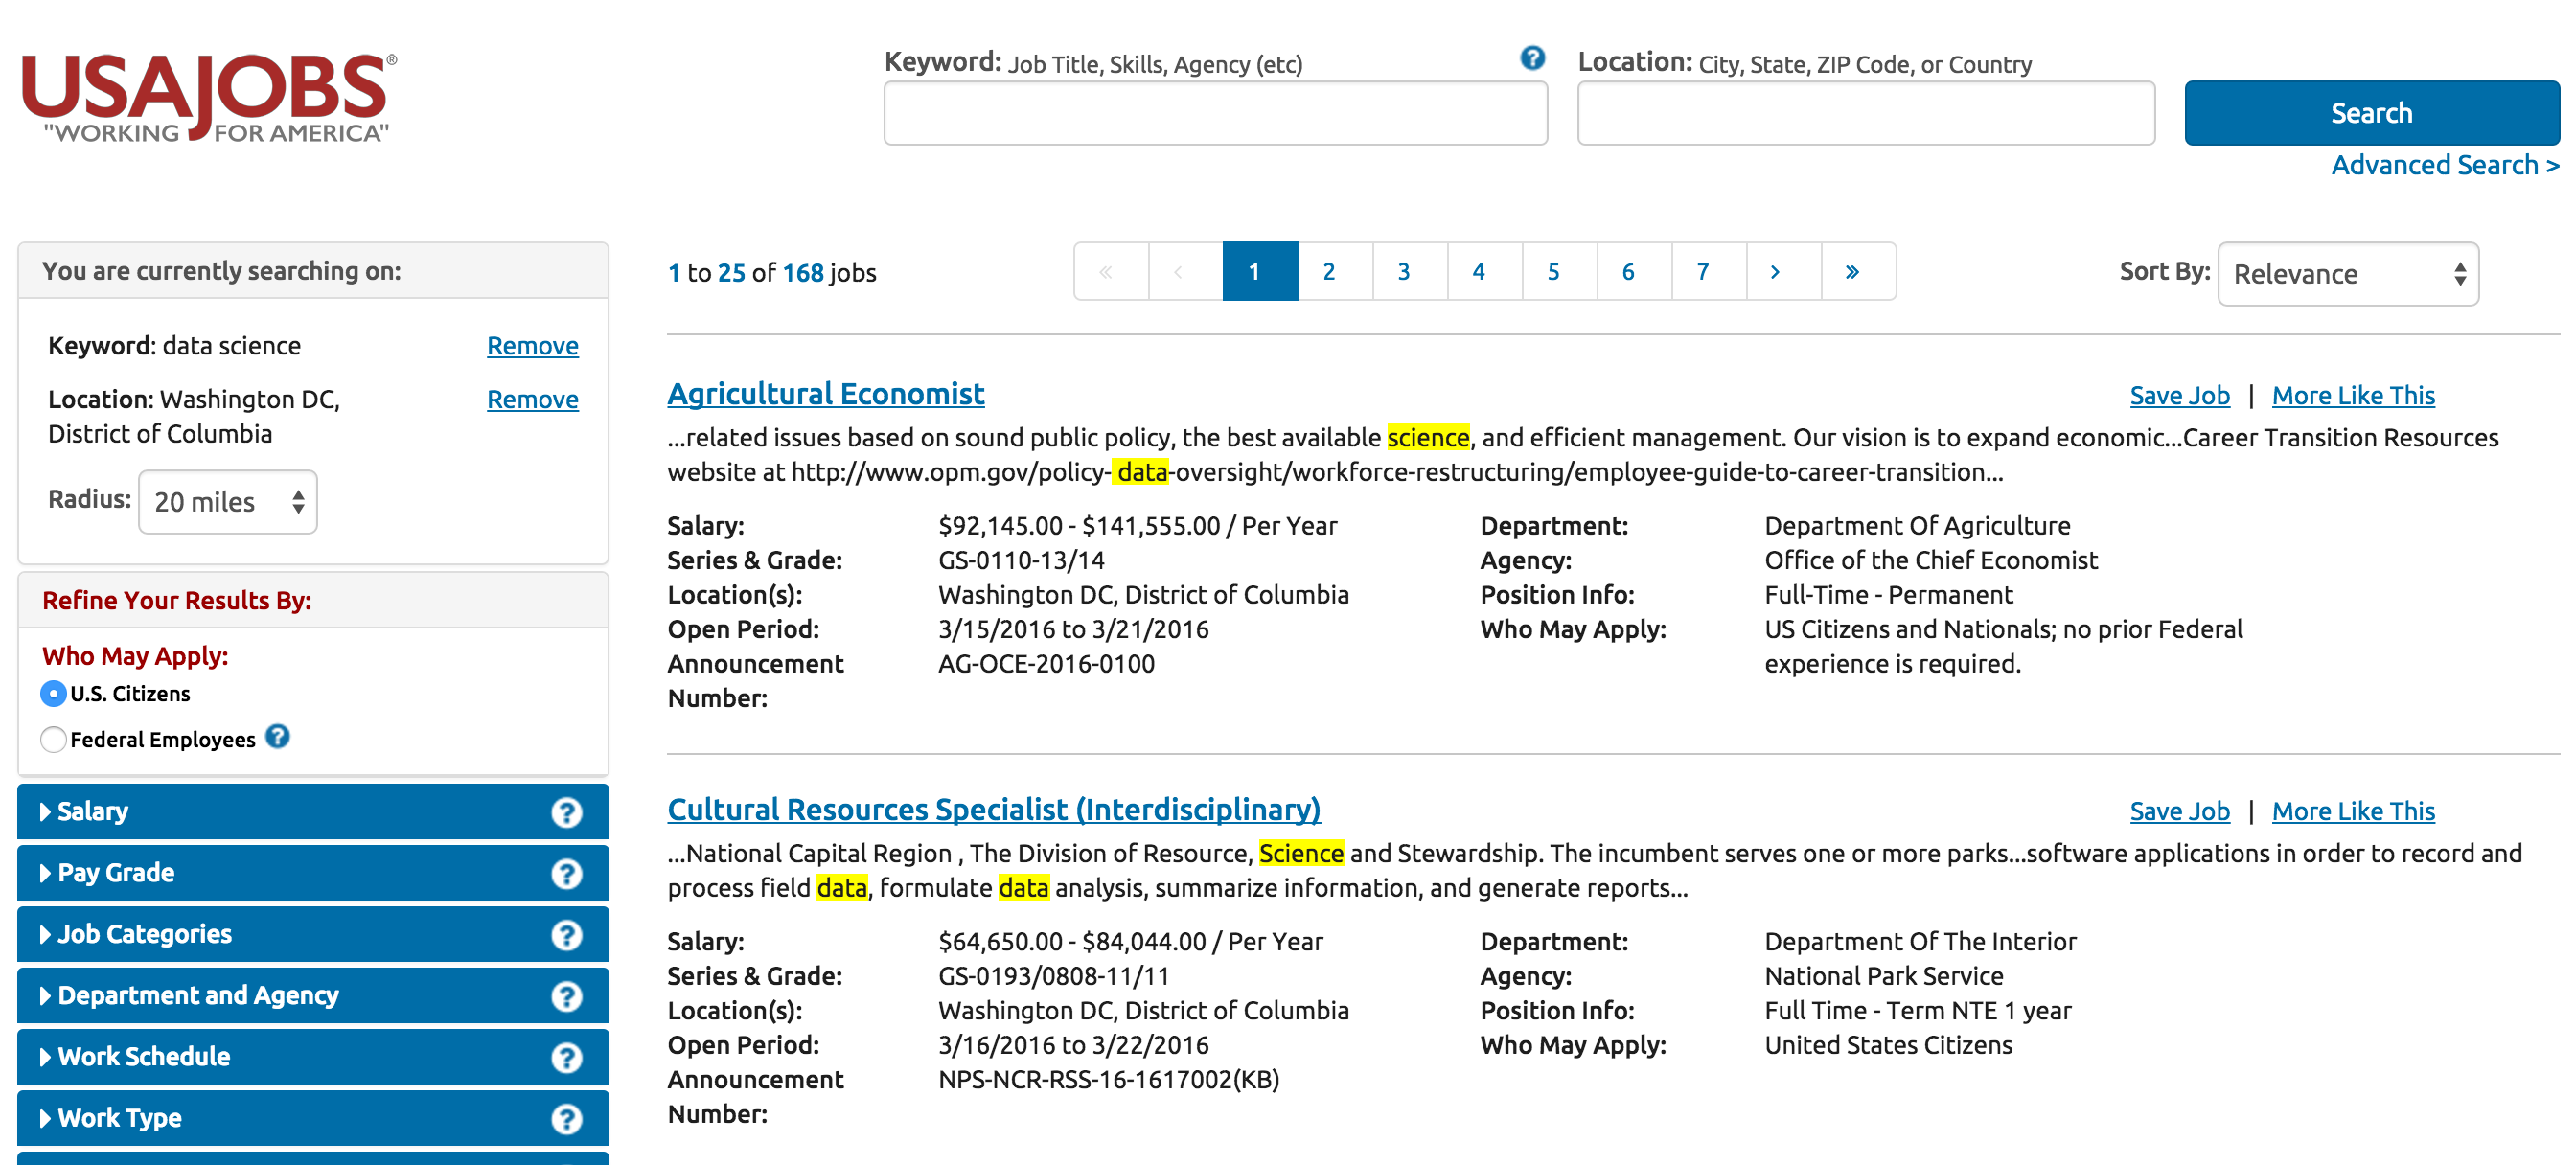 USAJOBS®
"WORKING FOR AMERICA"
Keyword: Job Title, Skills, Agency (etc) ?
Location: City, State, ZIP Code, or Country
Search
Advanced Search >
You are currently searching on:
Keyword: data science Remove
Location: Washington DC, Remove
District of Columbia
Radius: 20 miles
Refine Your Results By:
Who May Apply:
U.S. Citizens
Federal Employees ?
Salary ?
Pay Grade ?
Job Categories ?
Department and Agency ?
Work Schedule ?
Work Type ?
1 to 25 of 168 jobs
« ‹ 1 2 3 4 5 6 7 › »
Sort By: Relevance
Agricultural Economist Save Job | More Like This
...related issues based on sound public policy, the best available science, and efficient management. Our vision is to expand economic...Career Transition Resources
website at http://www.opm.gov/policy- data-oversight/workforce-restructuring/employee-guide-to-career-transition...
Salary: $92,145.00 - $141,555.00 / Per Year Department: Department Of Agriculture
Series & Grade: GS-0110-13/14 Agency: Office of the Chief Economist
Location(s): Washington DC, District of Columbia Position Info: Full-Time - Permanent
Open Period: 3/15/2016 to 3/21/2016 Who May Apply: US Citizens and Nationals; no prior Federal
Announcement AG-OCE-2016-0100 experience is required.
Number:
Cultural Resources Specialist (Interdisciplinary) Save Job | More Like This
...National Capital Region , The Division of Resource, Science and Stewardship. The incumbent serves one or more parks...software applications in order to record and
process field data, formulate data analysis, summarize information, and generate reports...
Salary: $64,650.00 - $84,044.00 / Per Year Department: Department Of The Interior
Series & Grade: GS-0193/0808-11/11 Agency: National Park Service
Location(s): Washington DC, District of Columbia Position Info: Full Time - Term NTE 1 year
Open Period: 3/16/2016 to 3/22/2016 Who May Apply: United States Citizens
Announcement NPS-NCR-RSS-16-1617002(KB)
Number: